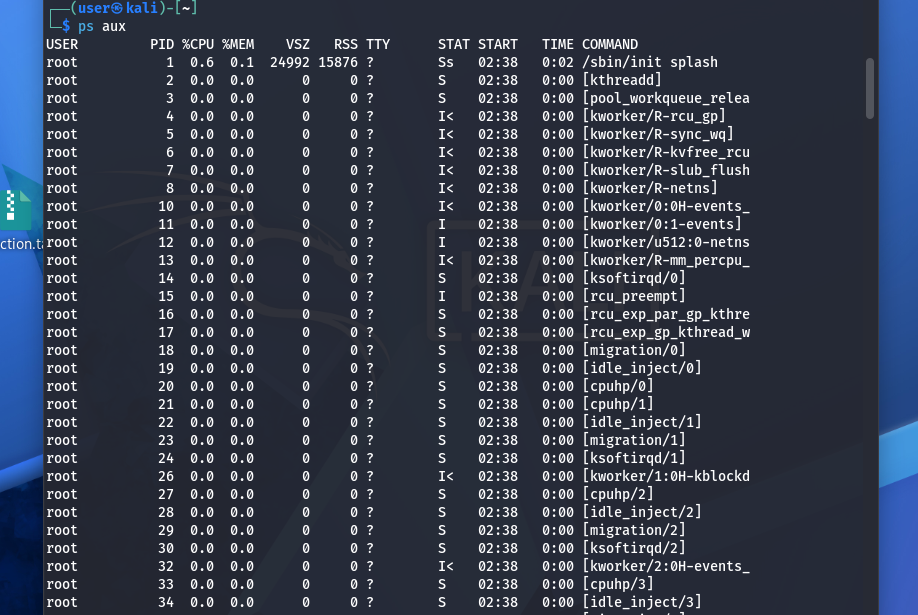 ┌──(user㉿kali)-[~]
└─$ ps aux
USER         PID %CPU %MEM    VSZ   RSS TTY      STAT START   TIME COMMAND
root           1  0.6  0.1  24992 15876 ?        Ss   02:38   0:02 /sbin/init splash
root           2  0.0  0.0      0     0 ?        S    02:38   0:00 [kthreadd]
root           3  0.0  0.0      0     0 ?        S    02:38   0:00 [pool_workqueue_relea
root           4  0.0  0.0      0     0 ?        I<   02:38   0:00 [kworker/R-rcu_gp]
root           5  0.0  0.0      0     0 ?        I<   02:38   0:00 [kworker/R-sync_wq]
root           6  0.0  0.0      0     0 ?        I<   02:38   0:00 [kworker/R-kvfree_rcu
root           7  0.0  0.0      0     0 ?        I<   02:38   0:00 [kworker/R-slub_flush
root           8  0.0  0.0      0     0 ?        I<   02:38   0:00 [kworker/R-netns]
root          10  0.0  0.0      0     0 ?        I<   02:38   0:00 [kworker/0:0H-events_
root          11  0.0  0.0      0     0 ?        I    02:38   0:00 [kworker/0:1-events]
root          12  0.0  0.0      0     0 ?        I    02:38   0:00 [kworker/u512:0-netns
root          13  0.0  0.0      0     0 ?        I<   02:38   0:00 [kworker/R-mm_percpu_
root          14  0.0  0.0      0     0 ?        S    02:38   0:00 [ksoftirqd/0]
root          15  0.0  0.0      0     0 ?        I    02:38   0:00 [rcu_preempt]
root          16  0.0  0.0      0     0 ?        S    02:38   0:00 [rcu_exp_par_gp_kthre
root          17  0.0  0.0      0     0 ?        S    02:38   0:00 [rcu_exp_gp_kthread_w
root          18  0.0  0.0      0     0 ?        S    02:38   0:00 [migration/0]
root          19  0.0  0.0      0     0 ?        S    02:38   0:00 [idle_inject/0]
root          20  0.0  0.0      0     0 ?        S    02:38   0:00 [cpuhp/0]
root          21  0.0  0.0      0     0 ?        S    02:38   0:00 [cpuhp/1]
root          22  0.0  0.0      0     0 ?        S    02:38   0:00 [idle_inject/1]
root          23  0.0  0.0      0     0 ?        S    02:38   0:00 [migration/1]
root          24  0.0  0.0      0     0 ?        S    02:38   0:00 [ksoftirqd/1]
root          26  0.0  0.0      0     0 ?        I<   02:38   0:00 [kworker/1:0H-kblockd
root          27  0.0  0.0      0     0 ?        S    02:38   0:00 [cpuhp/2]
root          28  0.0  0.0      0     0 ?        S    02:38   0:00 [idle_inject/2]
root          29  0.0  0.0      0     0 ?        S    02:38   0:00 [migration/2]
root          30  0.0  0.0      0     0 ?        S    02:38   0:00 [ksoftirqd/2]
root          32  0.0  0.0      0     0 ?        I<   02:38   0:00 [kworker/2:0H-events_
root          33  0.0  0.0      0     0 ?        S    02:38   0:00 [cpuhp/3]
root          34  0.0  0.0      0     0 ?        S    02:38   0:00 [idle_inject/3]
ction.ta